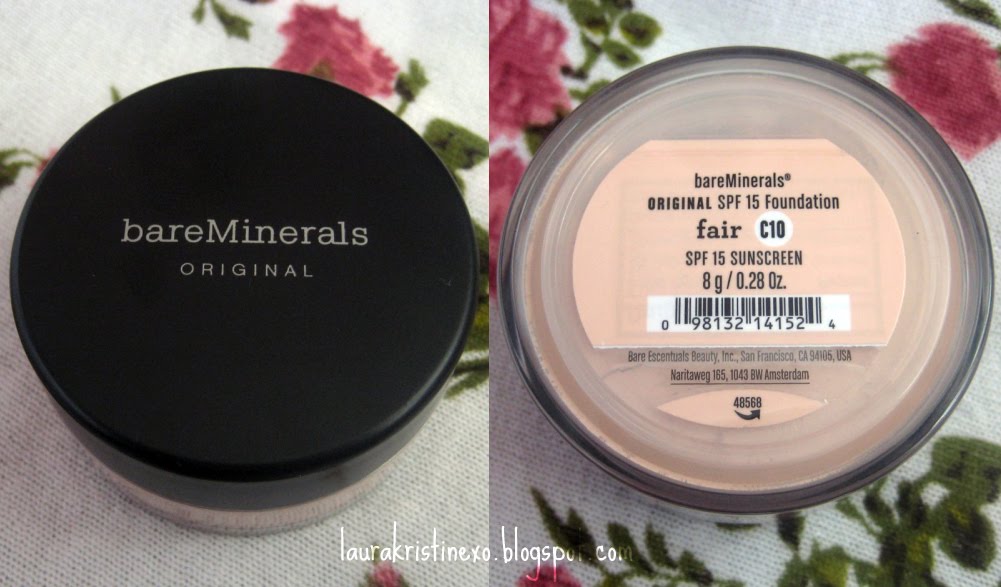 bareMinerals
ORIGINAL
bareMinerals®
ORIGINAL SPF 15 Foundation
fair C10
SPF 15 SUNSCREEN
8 g / 0.28 Oz.
0 98132 14152 4
Bare Escentuals Beauty, Inc., San Francisco, CA 94105, USA
Naritaweg 165, 1043 BW Amsterdam
48568
laurakristinexo.blogspot.com